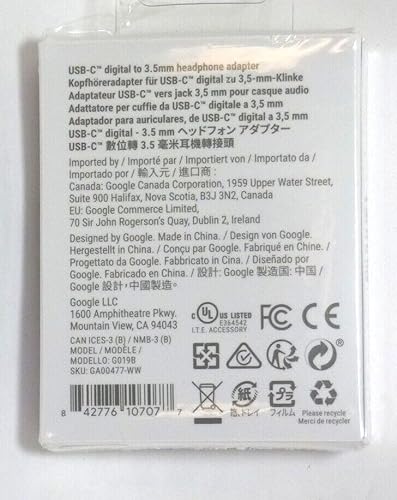 USB-C™ digital to 3.5mm headphone adapter
Kopfhöreradapter für USB-C™ digital zu 3,5-mm-Klinke
Adaptateur USB-C™ vers jack 3,5 mm pour casque audio
Adattatore per cuffie da USB-C™ digitale a 3,5 mm
Adaptador para auriculares, de USB-C™ digital a 3,5 mm
USB-C™ digital - 3.5 mm ヘッドフォン アダプター
USB-C™ 數位轉 3.5 毫米耳機轉接頭
Imported by / Importé par / Importiert von / Importato da /
Importado por / 輸入元 / 進口商 :
Canada: Google Canada Corporation, 1959 Upper Water Street,
Suite 900 Halifax, Nova Scotia, B3J 3N2, Canada
EU: Google Commerce Limited,
70 Sir John Rogerson's Quay, Dublin 2, Ireland
Designed by Google. Made in China. / Design von Google.
Hergestellt in China. / Conçu par Google. Fabriqué en Chine. /
Progettato da Google. Fabbricato in Cina. / Diseñado por
Google. Fabricado en China. / 設計: Google 製造国: 中国 /
Google 設計,中國製造。
Google LLC
1600 Amphitheatre Pkwy.
Mountain View, CA 94043
CAN ICES-3 (B) / NMB-3 (B)
MODEL / MODÈLE /
MODELLO: G019B
SKU: GA00477-WW
c UL US LISTED
E364542
I.T.E. ACCESSORY
FC CE
紙
箱,トレイ
プラ
フィルム
Please recycle
Merci de recycler
8 42776 10707 7